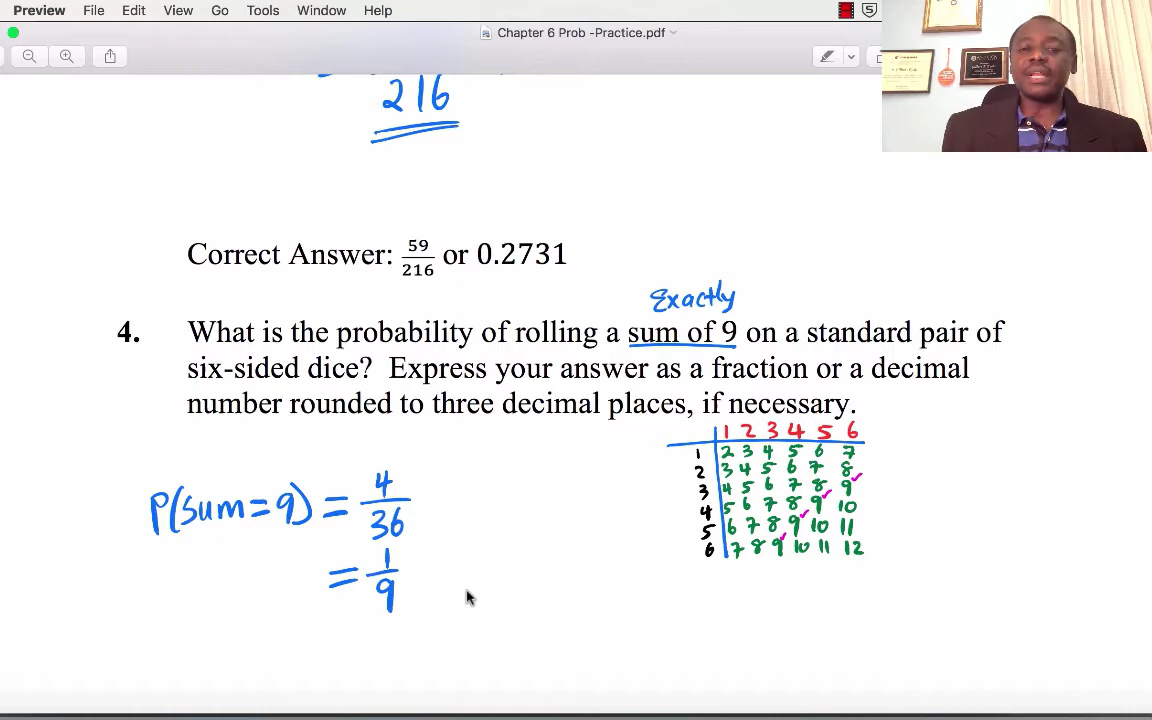 Preview File Edit View Go Tools Window Help 5
Chapter 6 Prob -Practice.pdf
216
Correct Answer: 59/216 or 0.2731
Exactly
4. What is the probability of rolling a sum of 9 on a standard pair of
six-sided dice? Express your answer as a fraction or a decimal
number rounded to three decimal places, if necessary.
1 2 3 4 5 6
1 2 3 4 5 6 7
2 3 4 5 6 7 8
3 4 5 6 7 8 9
4 5 6 7 8 9 10
5 6 7 8 9 10 11
6 7 8 9 10 11 12
P(sum=9) = 4/36
= 1/9